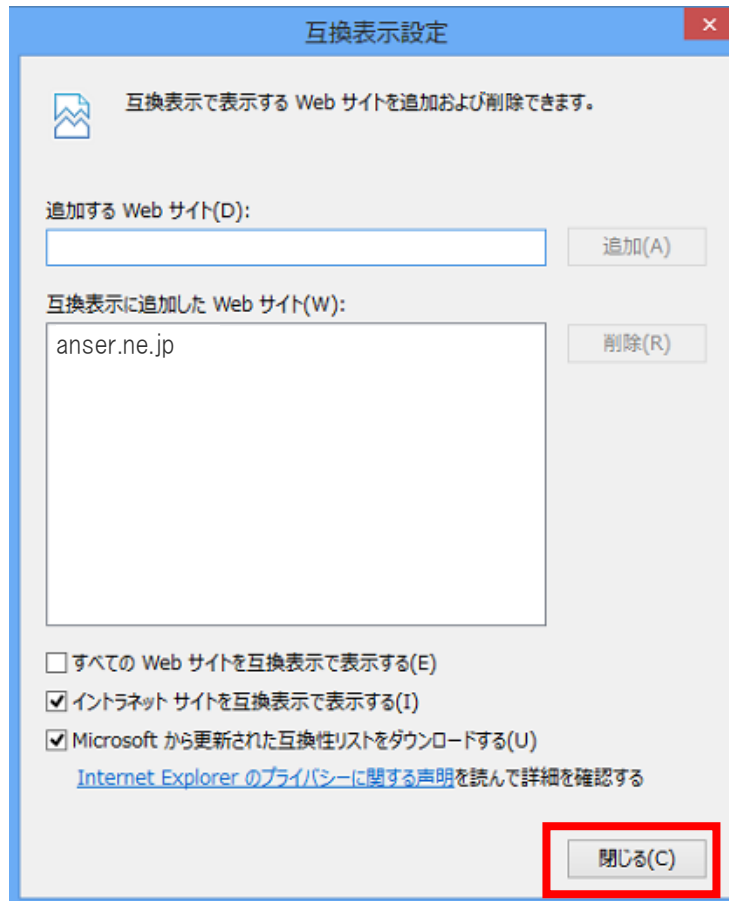 互換表示設定
互換表示で表示する Web サイトを追加および削除できます。
追加する Web サイト(D):
追加(A)
互換表示に追加した Web サイト(W):
anser.ne.jp
削除(R)
すべての Web サイトを互換表示で表示する(E)
イントラネット サイトを互換表示で表示する(I)
Microsoft から更新された互換性リストをダウンロードする(U)
Internet Explorer のプライバシーに関する声明を読んで詳細を確認する
閉じる(C)